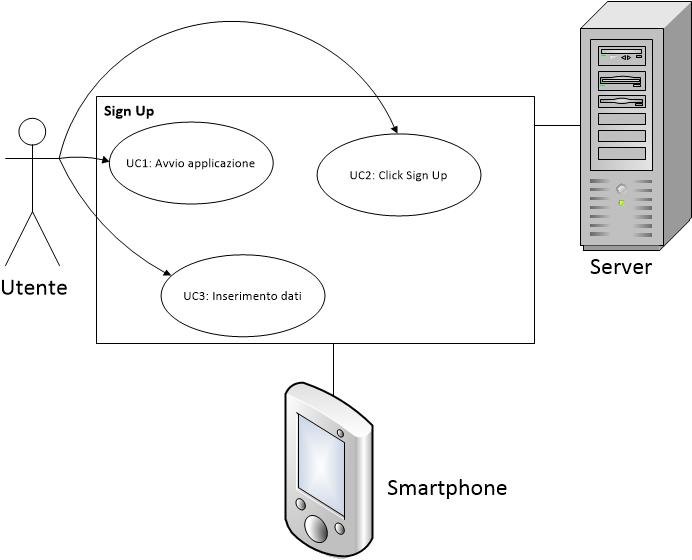 Sign Up
UC1: Avvio applicazione
UC2: Click Sign Up
UC3: Inserimento dati
Utente
Server
Smartphone